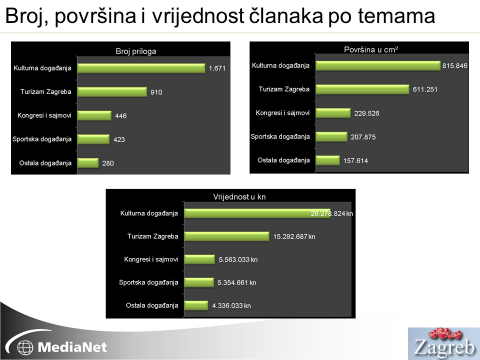 Broj, površina i vrijednost članaka po temama
Broj priloga
Kulturna događanja 1.671
Turizam Zagreba 910
Kongresi i sajmovi 446
Sportska događanja 423
Ostala događanja 280
Površina u cm²
Kulturna događanja 815.846
Turizam Zagreba 611.251
Kongresi i sajmovi 229.526
Sportska događanja 207.875
Ostala događanja 157.614
Vrijednost u kn
Kulturna događanja 26.278.824 kn
Turizam Zagreba 15.292.687 kn
Kongresi i sajmovi 5.563.033 kn
Sportska događanja 5.354.661 kn
Ostala događanja 4.336.033 kn
MediaNet
Zagreb